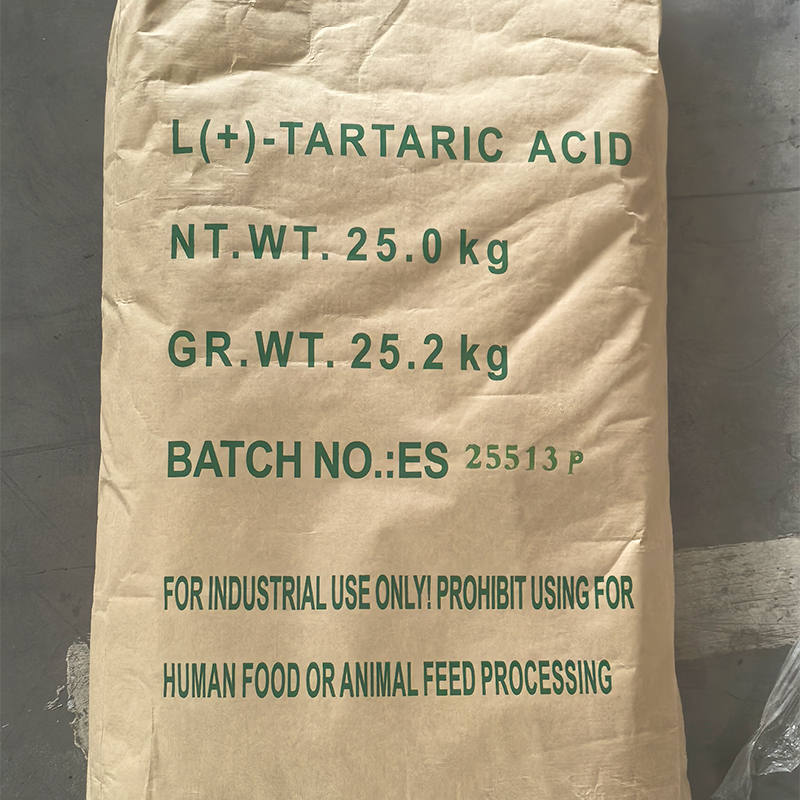 L(+)-TARTARIC ACID
NT.WT. 25.0 kg
GR.WT. 25.2 kg
BATCH NO.:ES 25513 P
FOR INDUSTRIAL USE ONLY! PROHIBIT USING FOR
HUMAN FOOD OR ANIMAL FEED PROCESSING